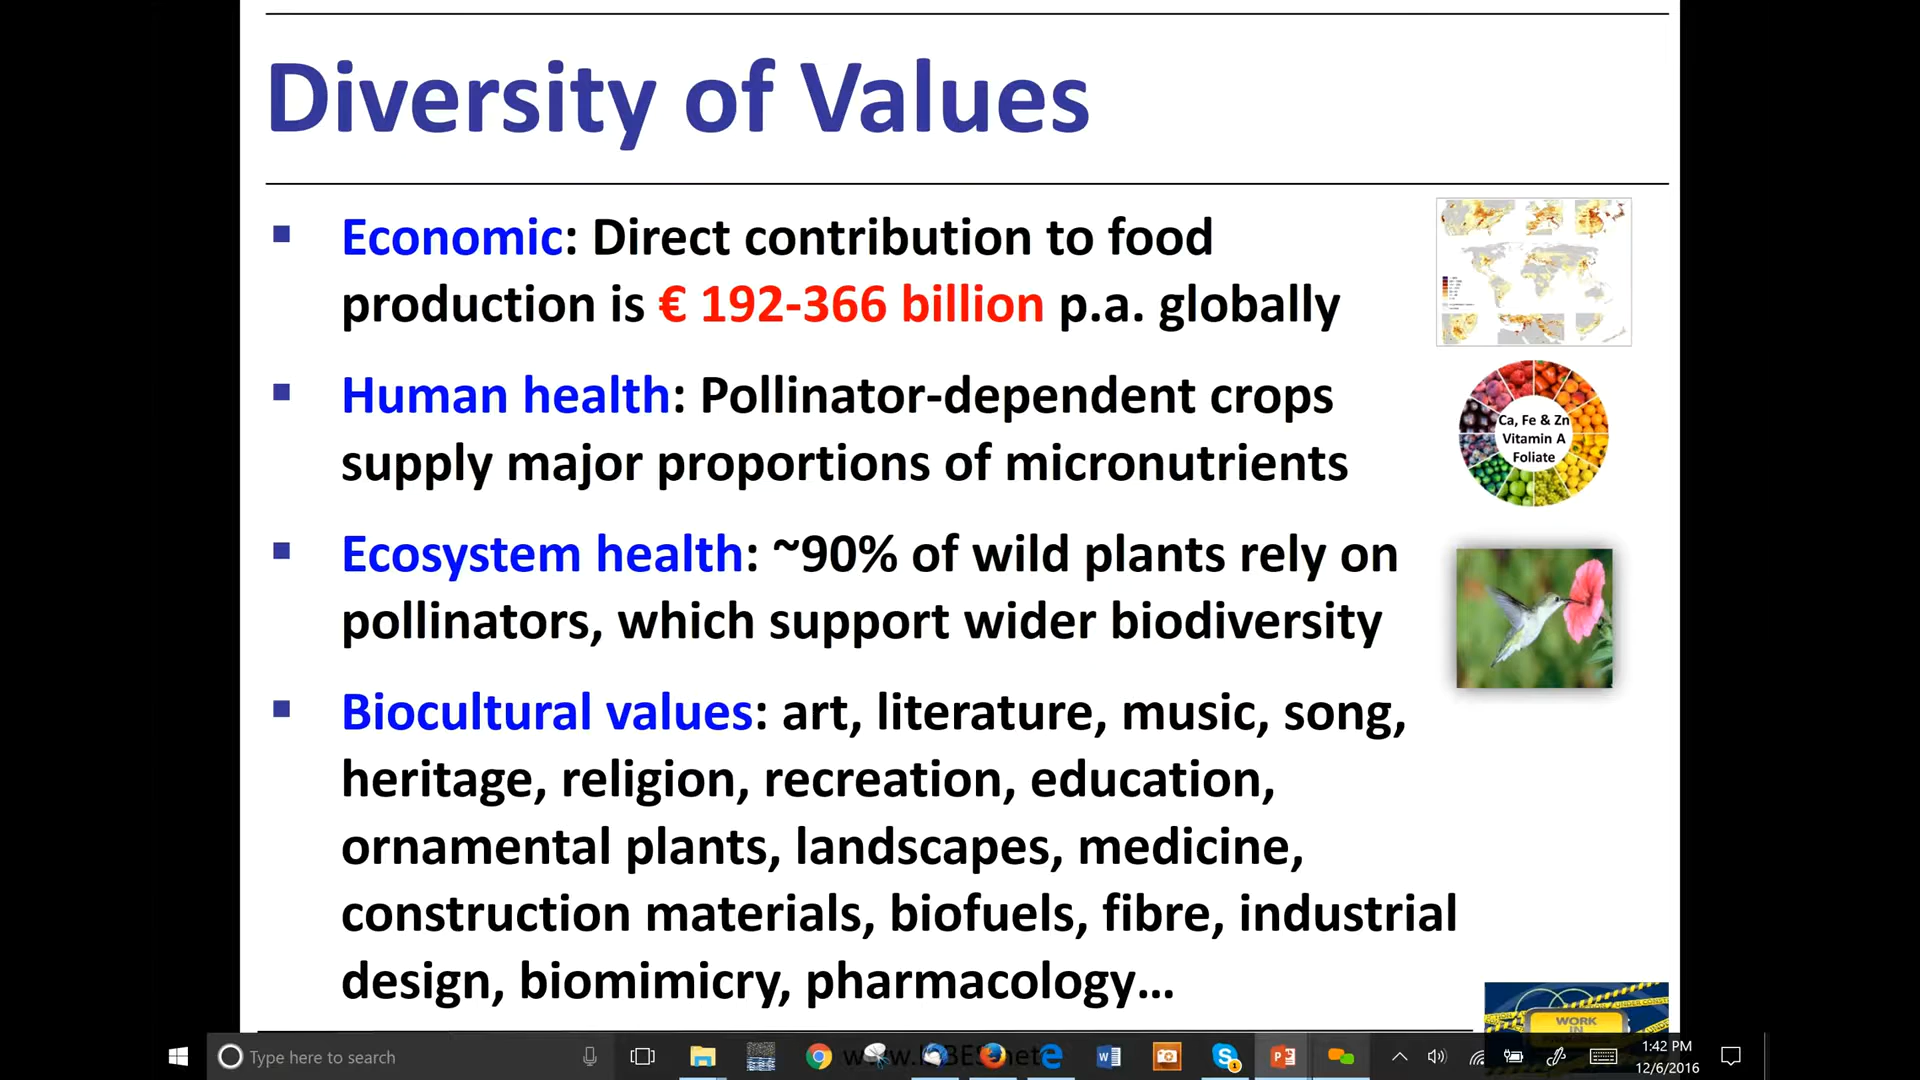 Diversity of Values
Economic: Direct contribution to food
production is € 192-366 billion p.a. globally
Human health: Pollinator-dependent crops
supply major proportions of micronutrients
Ca, Fe & Zn
Vitamin A
Foliate
Ecosystem health: ~90% of wild plants rely on
pollinators, which support wider biodiversity
Biocultural values: art, literature, music, song,
heritage, religion, recreation, education,
ornamental plants, landscapes, medicine,
construction materials, biofuels, fibre, industrial
design, biomimicry, pharmacology...
WORK
IN
Type here to search
1:42 PM
12/6/2016